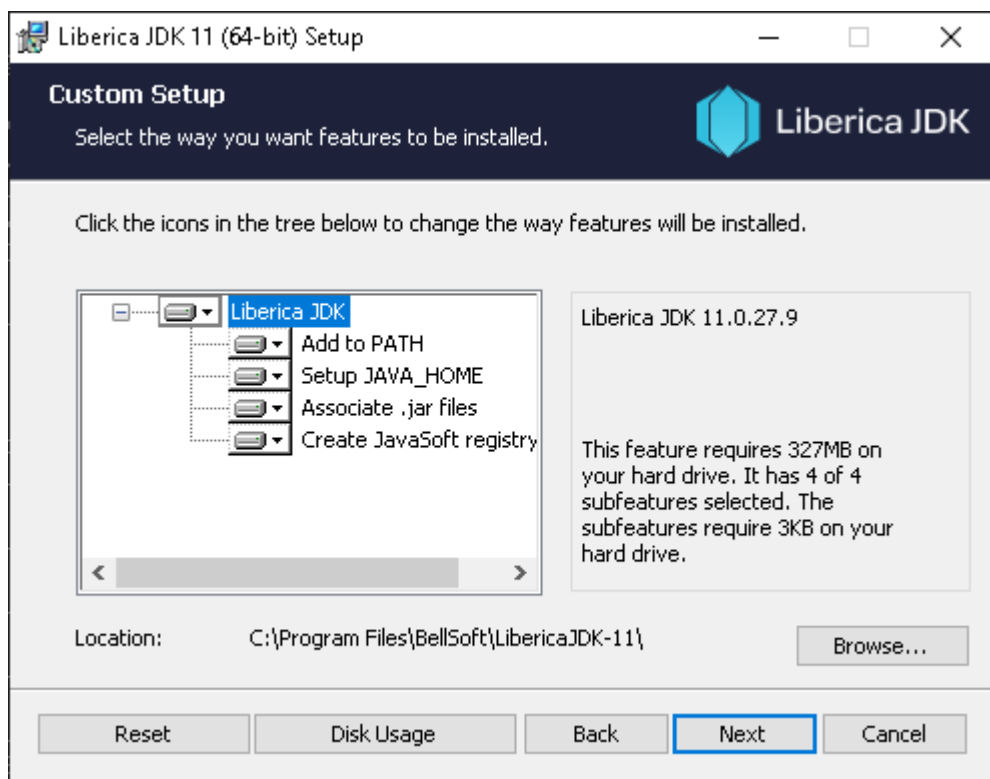 Liberica JDK 11 (64-bit) Setup
Custom Setup
Select the way you want features to be installed.
Liberica JDK
Click the icons in the tree below to change the way features will be installed.
Liberica JDK
Add to PATH
Setup JAVA_HOME
Associate .jar files
Create JavaSoft registry
Liberica JDK 11.0.27.9
This feature requires 327MB on
your hard drive. It has 4 of 4
subfeatures selected. The
subfeatures require 3KB on your
hard drive.
Location: C:\Program Files\BellSoft\LibericaJDK-11\
Browse...
Reset Disk Usage Back Next Cancel